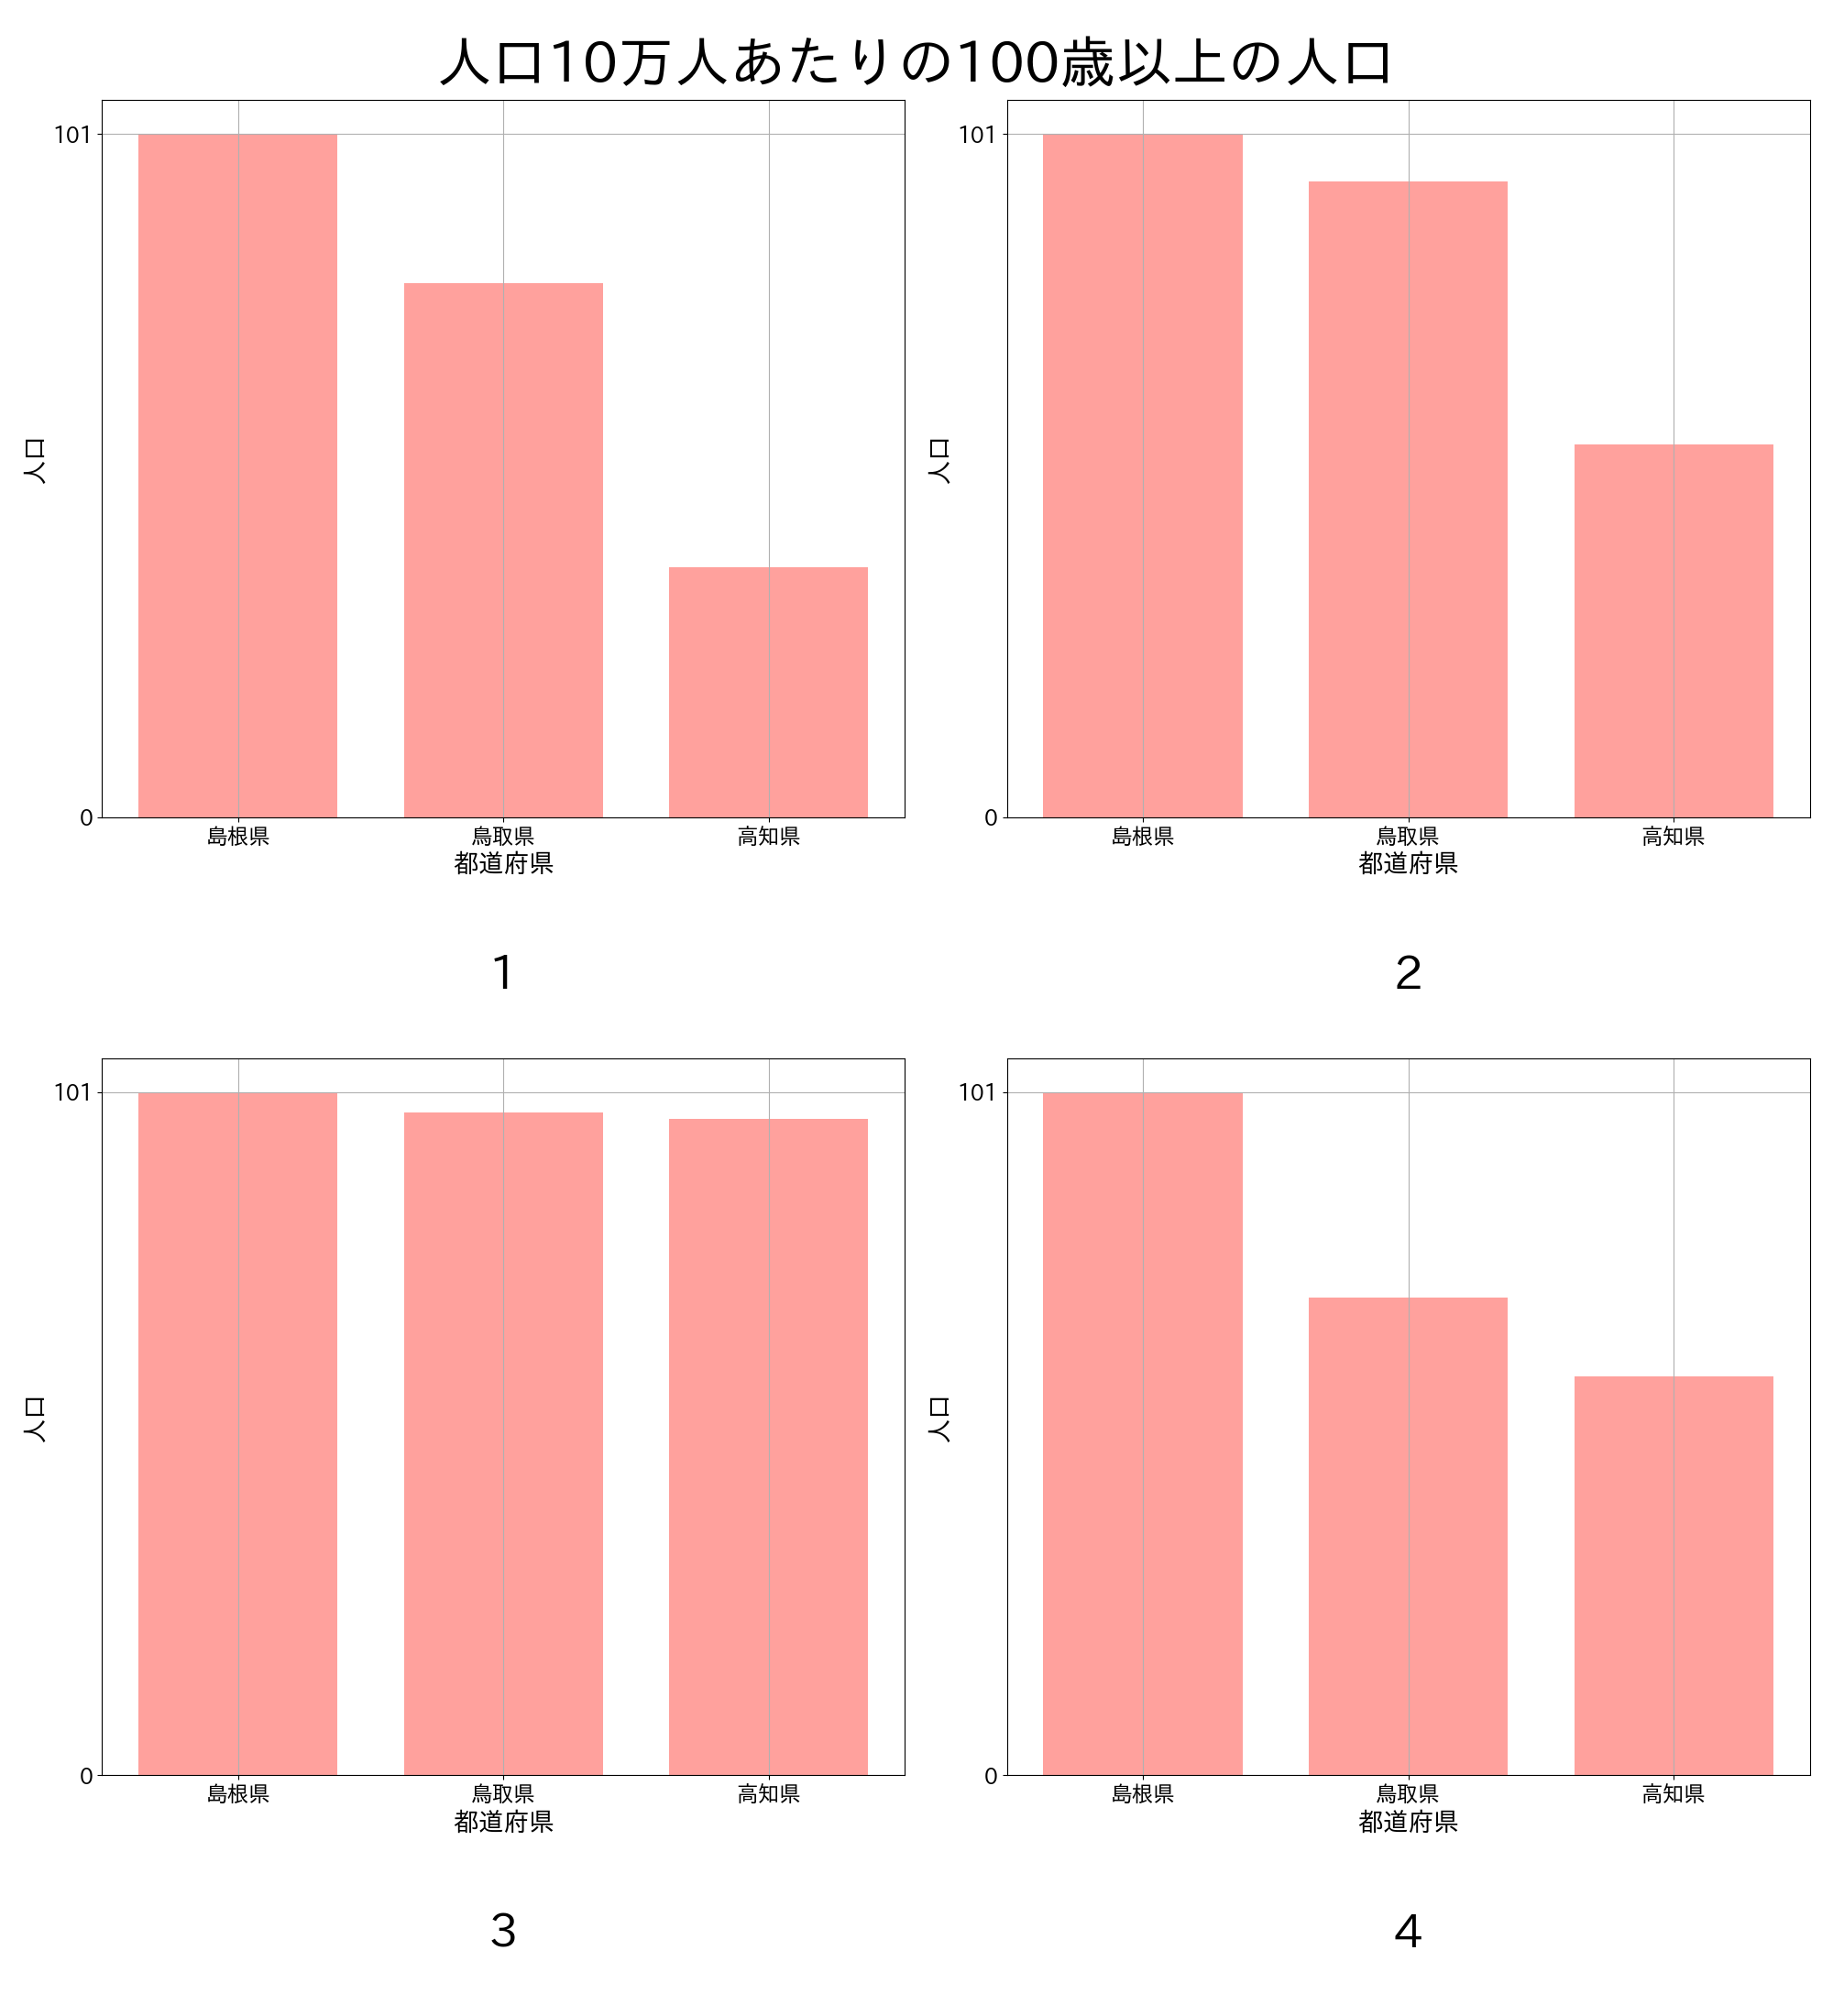 人口10万人あたりの100歳以上の人口
101
0
人口
島根県 鳥取県 高知県
都道府県
1
101
0
人口
島根県 鳥取県 高知県
都道府県
2
101
0
人口
島根県 鳥取県 高知県
都道府県
3
101
0
人口
島根県 鳥取県 高知県
都道府県
4